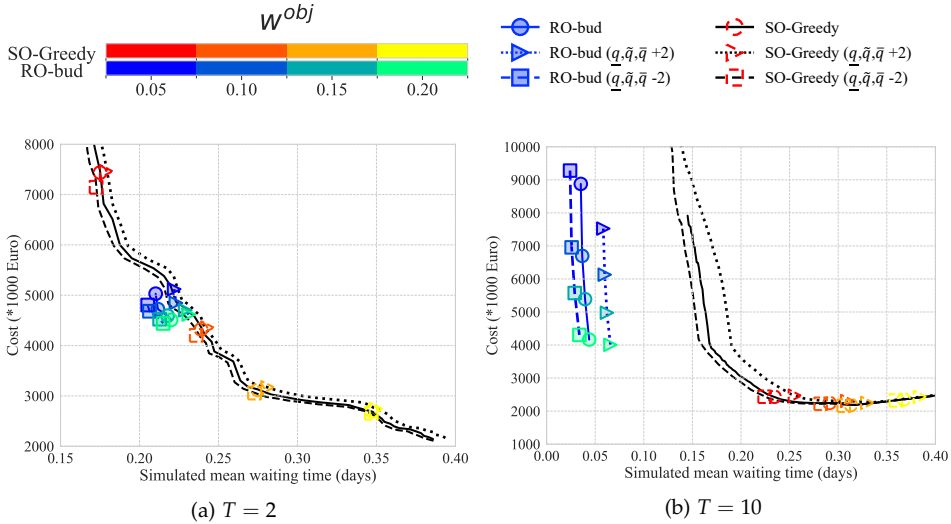 w^obj
SO-Greedy
RO-bud
0.05 0.10 0.15 0.20
RO-bud
RO-bud (q,q̃,q̄ +2)
RO-bud (q,q̃,q̄ -2)
SO-Greedy
SO-Greedy (q,q̃,q̄ +2)
SO-Greedy (q,q̃,q̄ -2)
Cost (*1000 Euro)
8000
7000
6000
5000
4000
3000
2000
0.15 0.20 0.25 0.30 0.35 0.40
Simulated mean waiting time (days)
(a) T = 2
Cost (*1000 Euro)
10000
9000
8000
7000
6000
5000
4000
3000
2000
1000
0.00 0.05 0.10 0.15 0.20 0.25 0.30 0.35 0.40
Simulated mean waiting time (days)
(b) T = 10